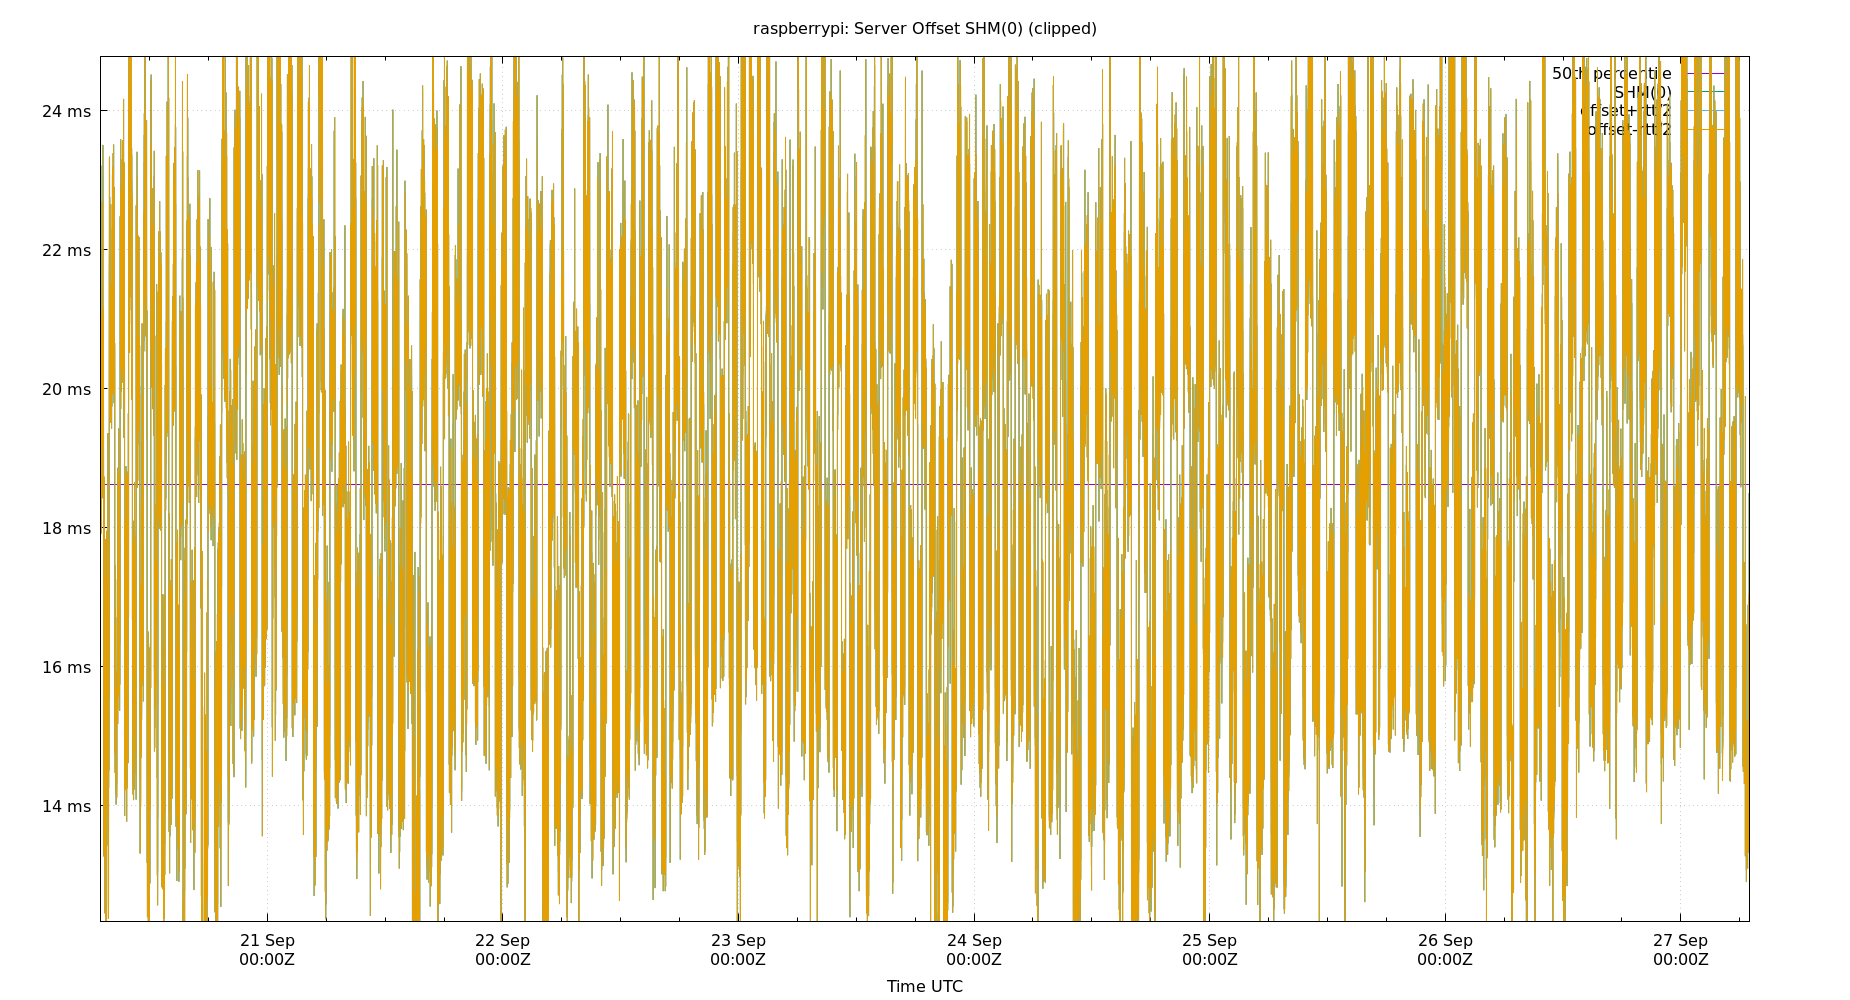 raspberrypi: Server Offset SHM(0) (clipped)
50th percentile
SHM(0)
offset+rtt/2
offset-rtt/2
24 ms
22 ms
20 ms
18 ms
16 ms
14 ms
21 Sep
00:00Z
22 Sep
00:00Z
23 Sep
00:00Z
24 Sep
00:00Z
25 Sep
00:00Z
26 Sep
00:00Z
27 Sep
00:00Z
Time UTC